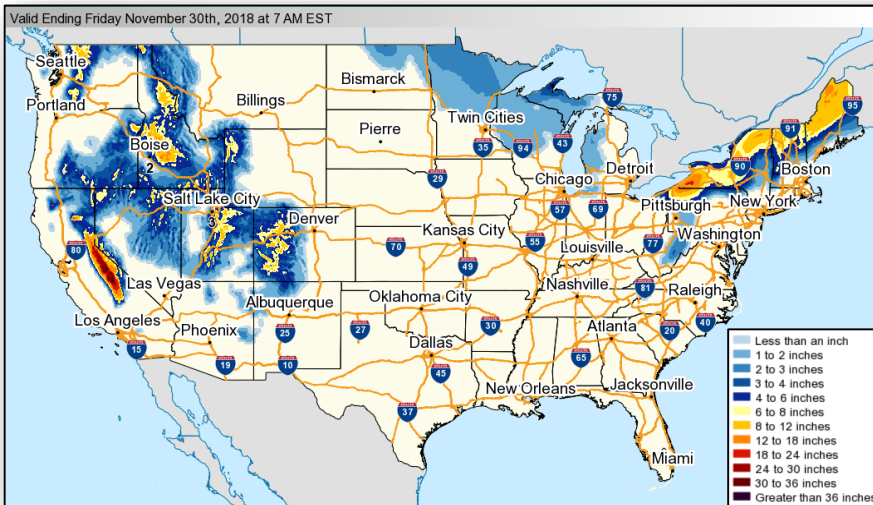 Valid Ending Friday November 30th, 2018 at 7 AM EST
Seattle
Portland
Billings
Bismarck
Pierre
Twin Cities
75
95
91
35
94
43
90
Boise
2
Boston
29
Chicago
Detroit
Salt Lake City
3
Denver
57
69
Pittsburgh
New York
80
70
Kansas City
55
Louisville
77
Washington
49
Las Vegas
Albuquerque
Oklahoma City
Nashville
81
Raleigh
Los Angeles
Phoenix
25
27
30
Atlanta
20
40
15
19
10
Dallas
45
65
New Orleans
Jacksonville
37
Miami
Less than an inch
1 to 2 inches
2 to 3 inches
3 to 4 inches
4 to 6 inches
6 to 8 inches
8 to 12 inches
12 to 18 inches
18 to 24 inches
24 to 30 inches
30 to 36 inches
Greater than 36 inches